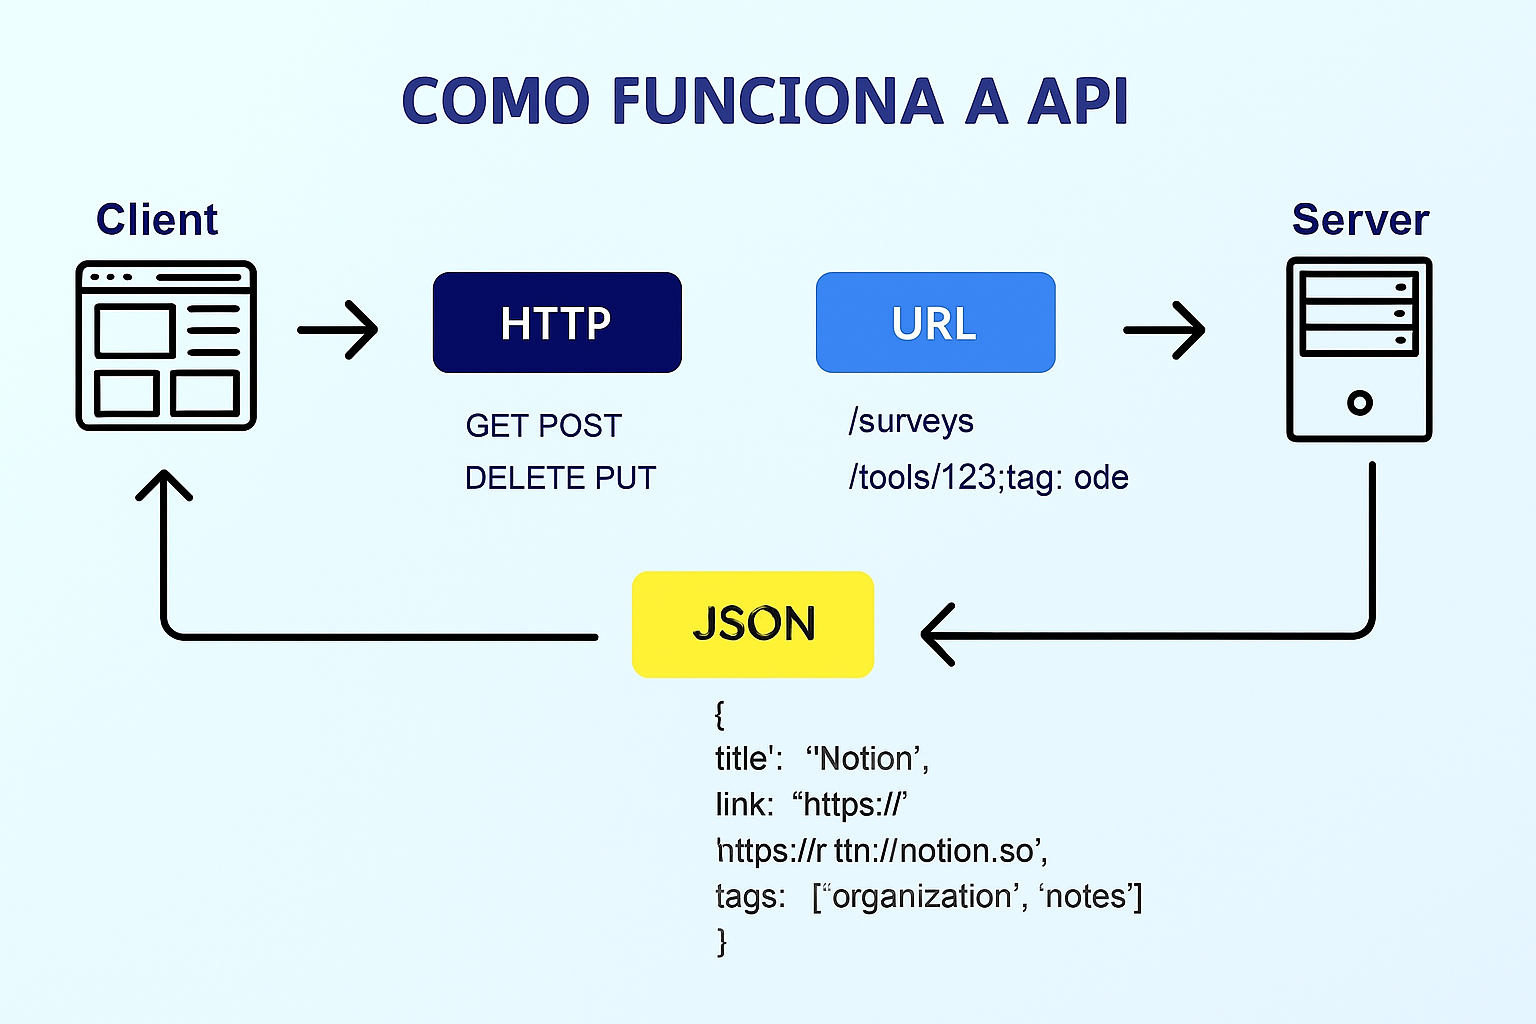 COMO FUNCIONA A API
Client
Server
HTTP
URL
GET POST
DELETE PUT
/surveys
/tools/123;tag: ode
JSON
{
title': “'Notion’,
link: “https://’
'nttps://r ttn://notion.so’,
tags: [“organization’, ‘notes’]
}